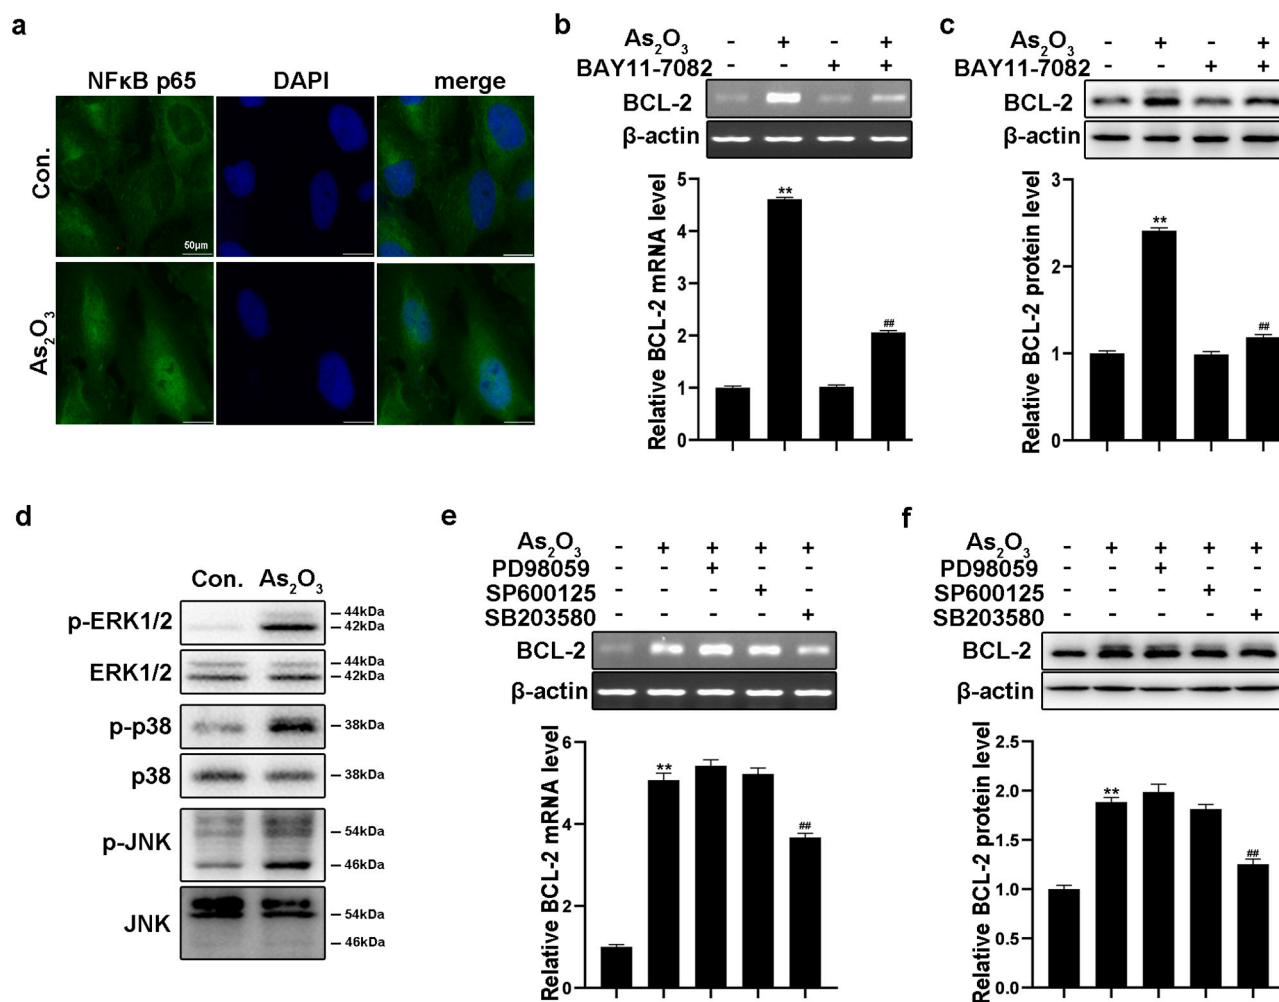 a
NFκB p65 DAPI merge
Con.
50μm
As₂O₃
b
As₂O₃ - + - +
BAY11-7082 - - + +
BCL-2
β-actin
Relative BCL-2 mRNA level
5
4
3
2
1
0
**
##
c
As₂O₃ - + - +
BAY11-7082 - - + +
BCL-2
β-actin
Relative BCL-2 protein level
3
2
1
0
**
##
d
Con. As₂O₃
p-ERK1/2 44kDa
42kDa
ERK1/2 44kDa
42kDa
p-p38 38kDa
p38 38kDa
p-JNK 54kDa
46kDa
JNK 54kDa
46kDa
e
As₂O₃ - + + + +
PD98059 - - + - -
SP600125 - - - + -
SB203580 - - - - +
BCL-2
β-actin
Relative BCL-2 mRNA level
6
4
2
0
**
##
f
As₂O₃ - + + + +
PD98059 - - + - -
SP600125 - - - + -
SB203580 - - - - +
BCL-2
β-actin
Relative BCL-2 protein level
2.5
2.0
1.5
1.0
0.5
0.0
**
##